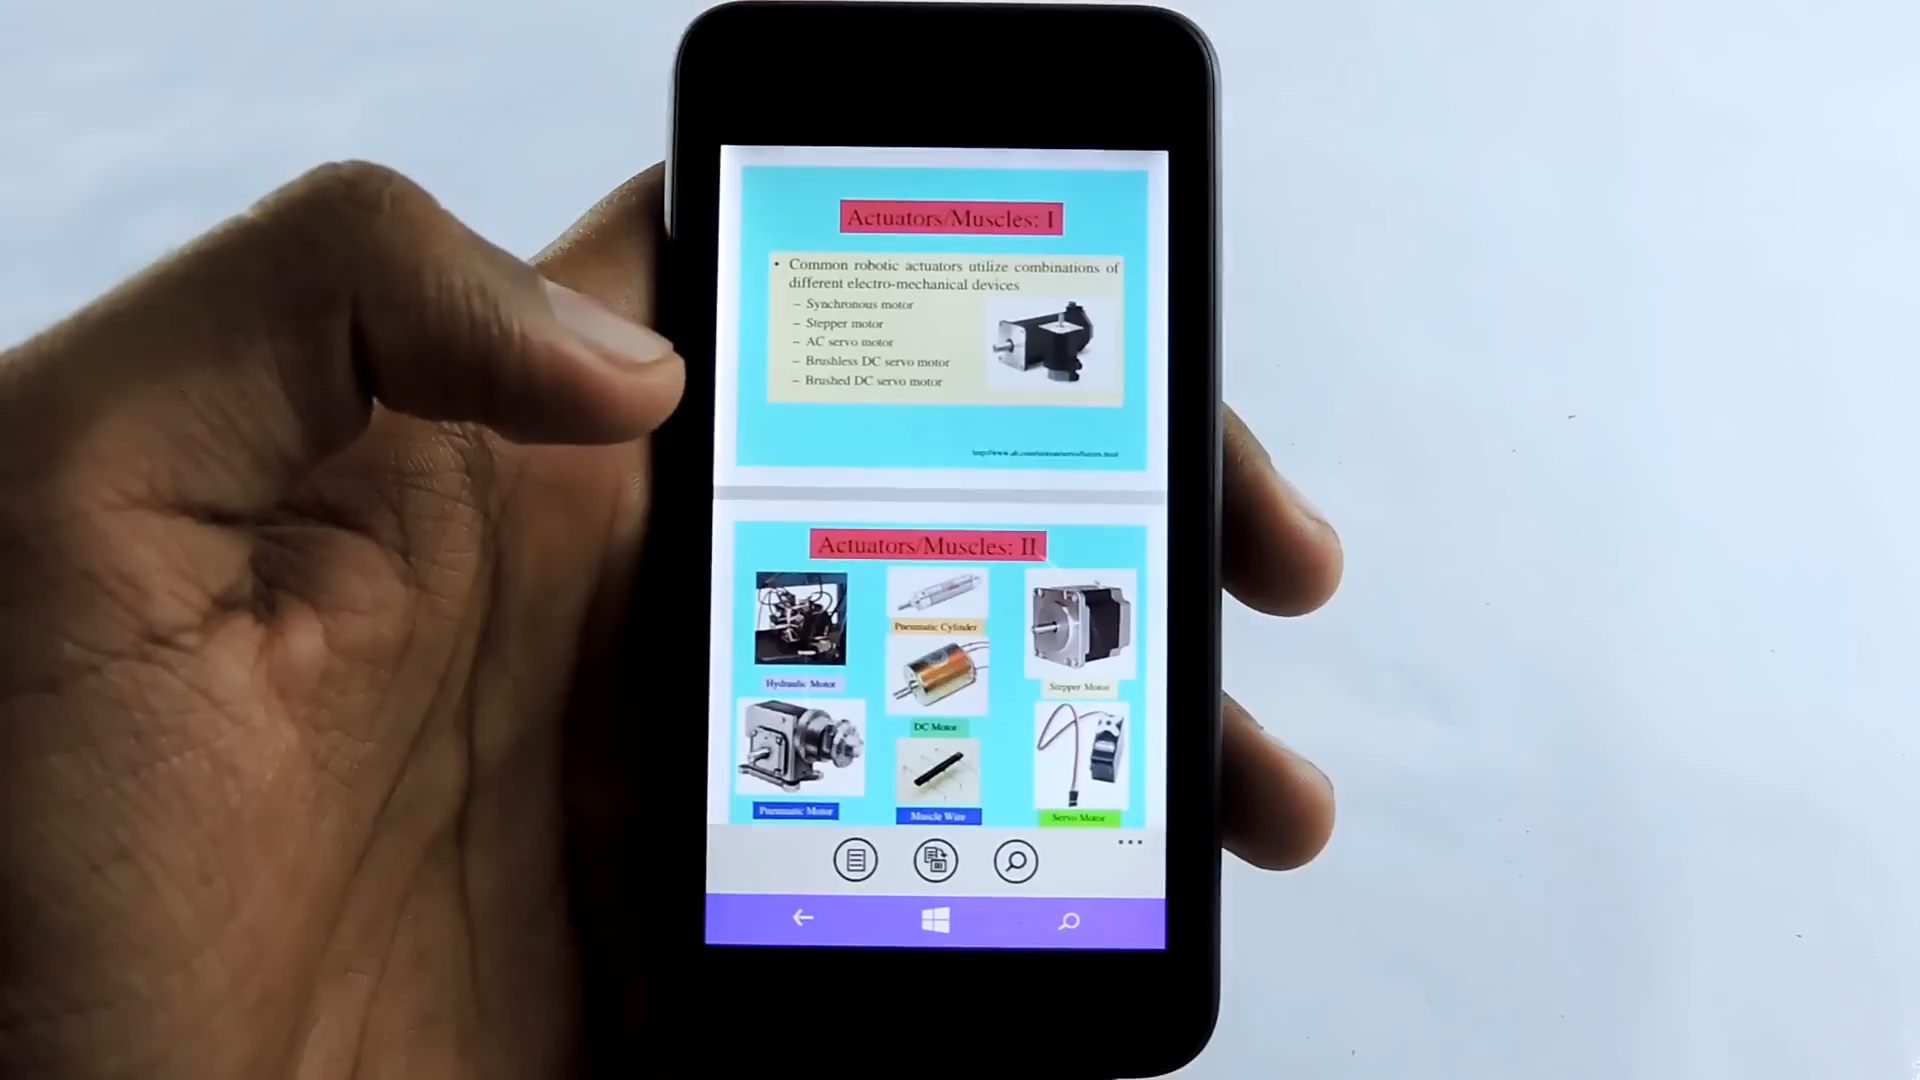 Actuators/Muscles: I
• Common robotic actuators utilize combinations of
different electro-mechanical devices
– Synchronous motor
– Stepper motor
– AC servo motor
– Brushless DC servo motor
– Brushed DC servo motor
Actuators/Muscles: II
Pneumatic Cylinder
Hydraulic Motor
Stepper Motor
DC Motor
Pneumatic Motor
Muscle Wire
Servo Motor